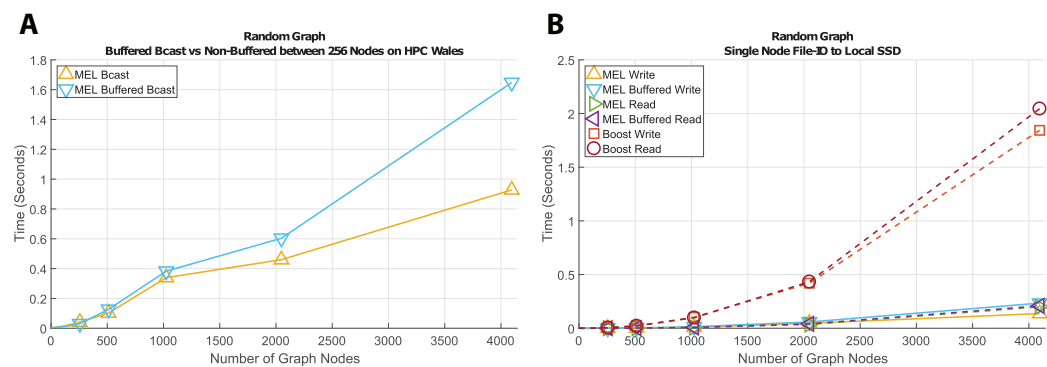 A
Random Graph
Buffered Bcast vs Non-Buffered between 256 Nodes on HPC Wales
1.8
1.6
1.4
1.2
1
0.8
0.6
0.4
0.2
0
Time (Seconds)
MEL Bcast
MEL Buffered Bcast
0 500 1000 1500 2000 2500 3000 3500 4000
Number of Graph Nodes
B
Random Graph
Single Node File-IO to Local SSD
2.5
2
1.5
1
0.5
0
Time (Seconds)
MEL Write
MEL Buffered Write
MEL Read
MEL Buffered Read
Boost Write
Boost Read
0 500 1000 1500 2000 2500 3000 3500 4000
Number of Graph Nodes